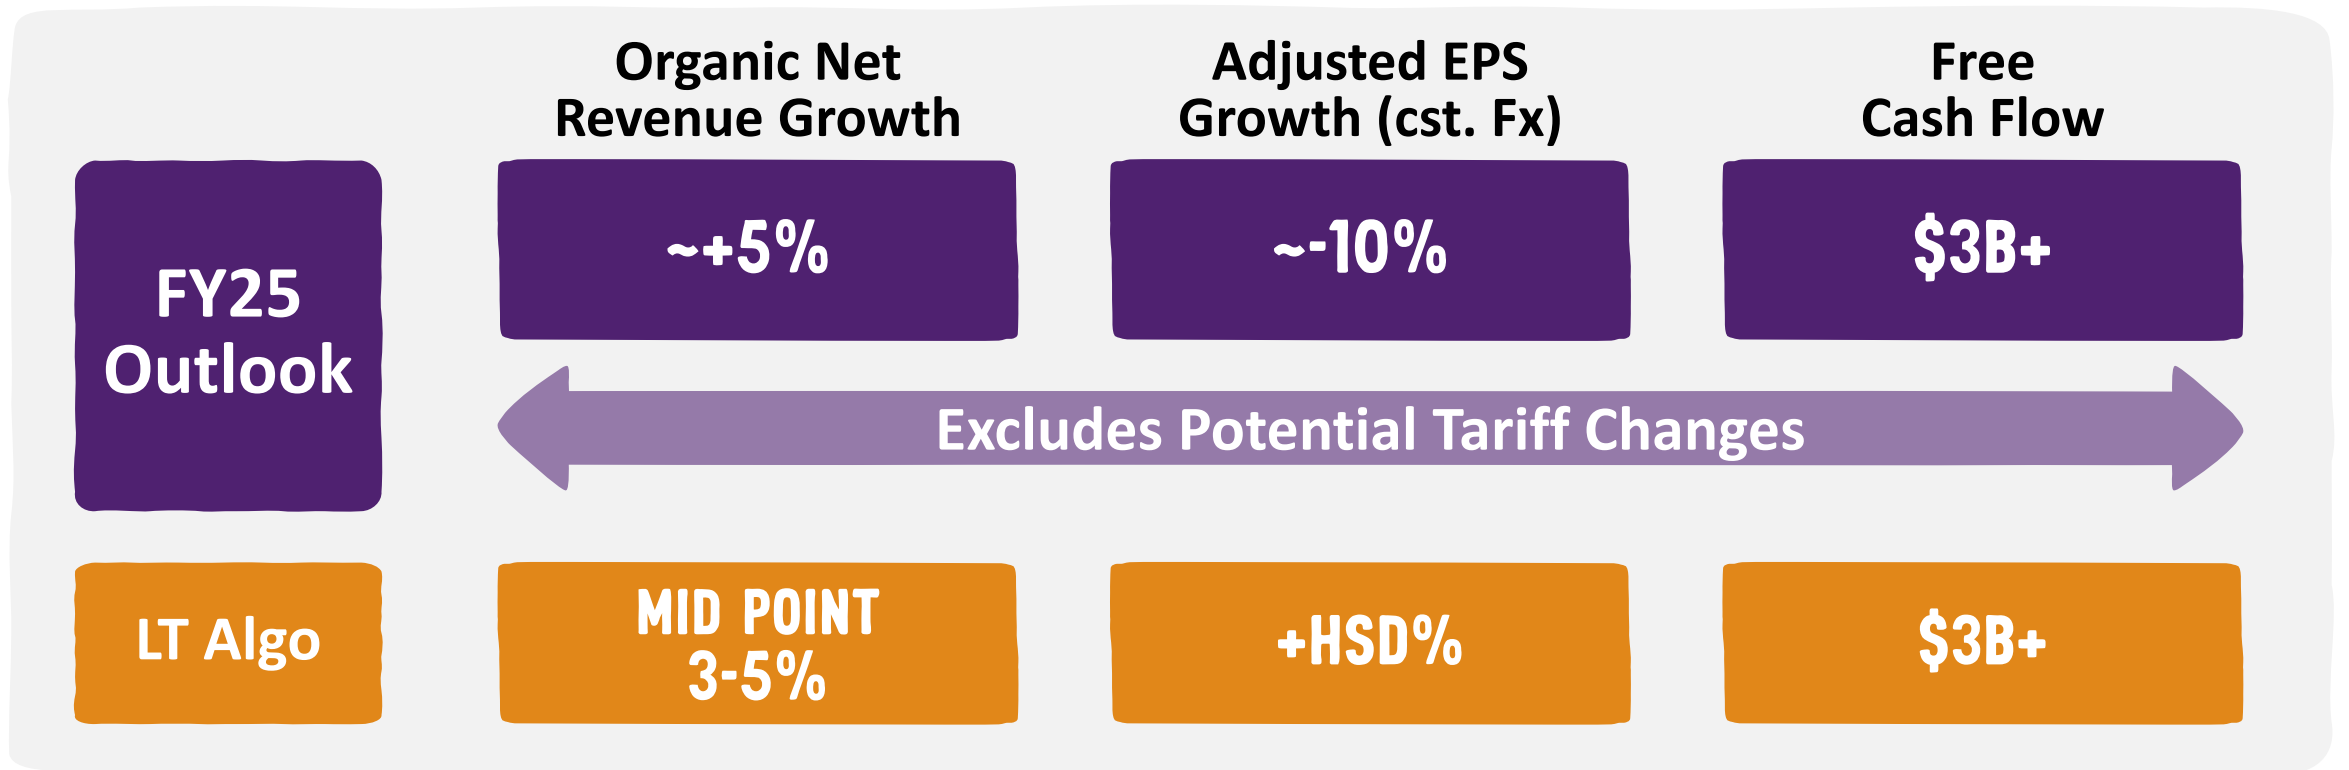 Organic Net
Revenue Growth
Adjusted EPS
Growth (cst. Fx)
Free
Cash Flow
FY25
Outlook
~+5%
~-10%
$3B+
Excludes Potential Tariff Changes
LT Algo
MID POINT
3-5%
+HSD%
$3B+